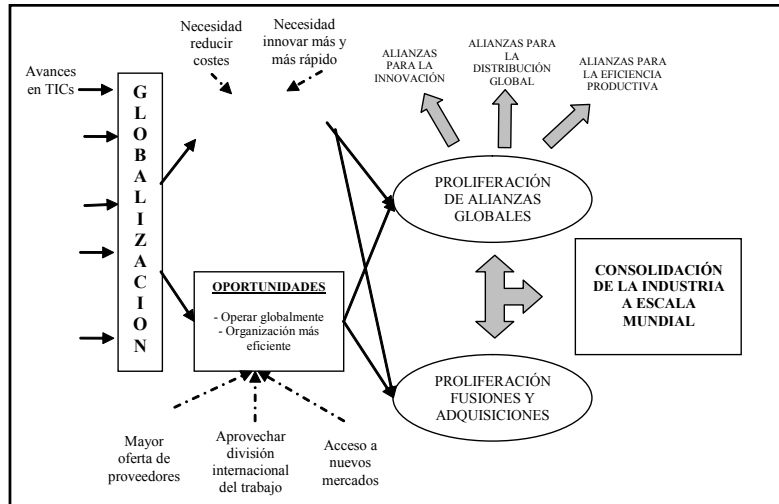 Necesidad
reducir
costes
Necesidad
innovar más y
más rápido
ALIANZAS
PARA LA
INNOVACIÓN
ALIANZAS PARA
LA
DISTRIBUCIÓN
GLOBAL
ALIANZAS PARA
LA EFICIENCIA
PRODUCTIVA
Avances
en TICs
G
L
O
B
A
L
I
Z
A
C
I
O
N
PROLIFERACIÓN
DE ALIANZAS
GLOBALES
OPORTUNIDADES
- Operar globalmente
- Organización más
eficiente
CONSOLIDACIÓN
DE LA INDUSTRIA
A ESCALA
MUNDIAL
PROLIFERACIÓN
FUSIONES Y
ADQUISICIONES
Mayor
oferta de
proveedores
Aprovechar
división
internacional
del trabajo
Acceso a
nuevos
mercados